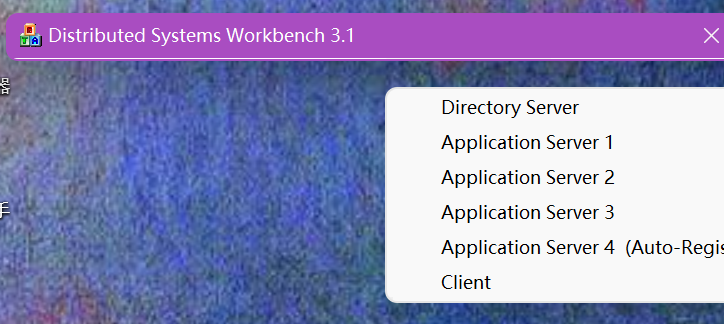 Distributed Systems Workbench 3.1
器
Directory Server
Application Server 1
Application Server 2
手
Application Server 3
Application Server 4 (Auto-Regis
Client